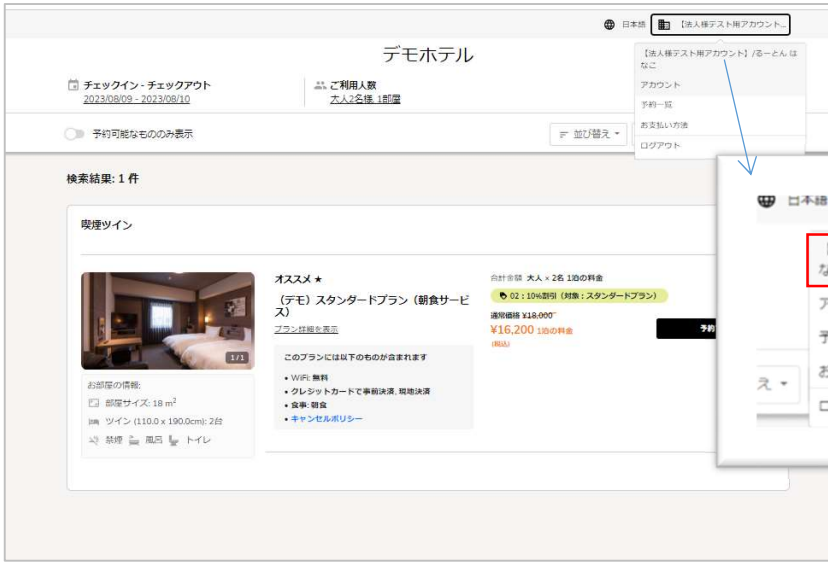 日本語 【法人様テスト用アカウント…
デモホテル
【法人様テスト用アカウント】/るーとん は
なこ
アカウント
予約一覧
お支払い方法
ログアウト
チェックイン - チェックアウト
2023/08/09 - 2023/08/10
ご利用人数
大人2名様, 1部屋
予約可能なもののみ表示
並び替え
検索結果: 1 件
喫煙ツイン
1/1
お部屋の情報:
部屋サイズ: 18 m²
ツイン (110.0 x 190.0cm): 2台
禁煙 風呂 トイレ
オススメ ★
(デモ) スタンダードプラン (朝食サービ
ス)
プラン詳細を表示
このプランには以下のものが含まれます
• WiFi: 無料
• クレジットカードで事前決済, 現地決済
• 食事: 朝食
• キャンセルポリシー
合計金額 大人 × 2名 1泊の料金
02:10%割引 (対象:スタンダードプラン)
通常価格 ¥18,000~
¥16,200 1泊の料金
(税込)
予約
日本語
な
ア
予
お
ロ
え